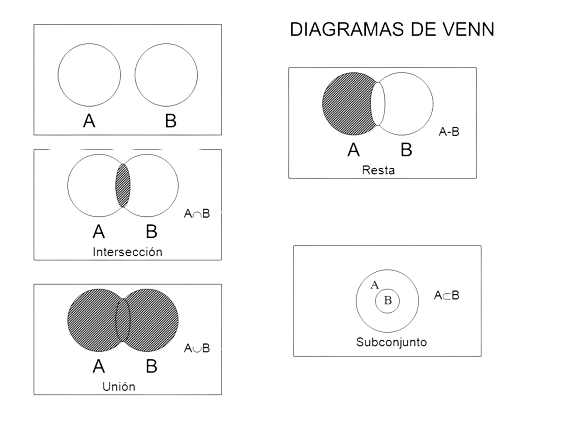 DIAGRAMAS DE VENN
A B
A∩B
A B
Intersección
A∪B
A B
Unión
A-B
A B
Resta
A
B
A⊂B
Subconjunto